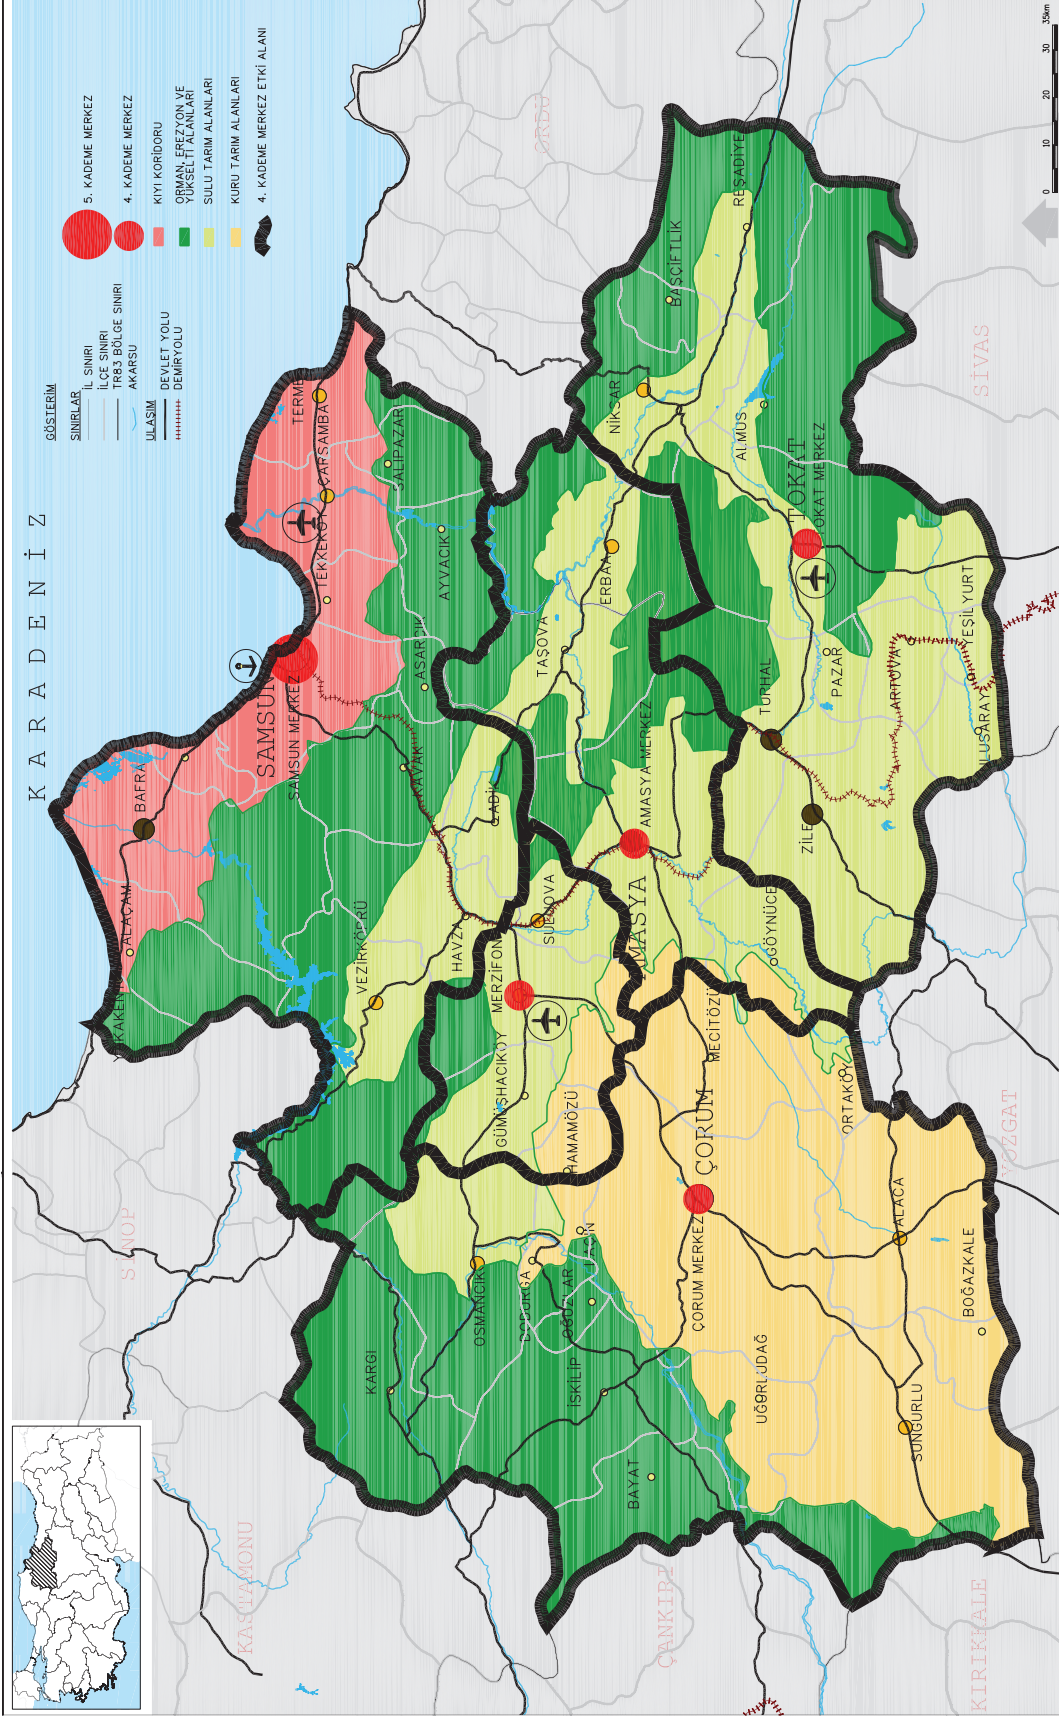 KARADENİZ
GÖSTERİM
SINIRLAR
İL SINIRI
İLÇE SINIRI
TR83 BÖLGE SINIRI
AKARSU
ULAŞIM
DEVLET YOLU
DEMİRYOLU
5. KADEME MERKEZ
4. KADEME MERKEZ
KIYI KORİDORU
ORMAN, EREZYON VE
YÜKSELTİ ALANLARI
SULU TARIM ALANLARI
KURU TARIM ALANLARI
4. KADEME MERKEZ ETKİ ALANI
SİNOP
KASTAMONU
ÇANKIRI
KIRIKKALE
YOZGAT
SİVAS
ORDU
ALAÇAM
BAFRA
SAMSUN
SAMSUN MERKEZ
TEKKEKÖY
ÇARŞAMBA
TERME
SALIPAZAR
AYVACIK
ASARCIK
KAVAK
VEZİRKÖPRÜ
HAVZA
LADİK
MERZİFON
SULUOVA
GÜMÜŞHACIKÖY
HAMAMÖZÜ
AMASYA
AMASYA MERKEZ
TAŞOVA
GÖYNÜCEK
ERBAA
NİKSAR
BAŞÇİFTLİK
REŞADİYE
ALMUS
TOKAT
TOKAT MERKEZ
TURHAL
PAZAR
ZİLE
ARTOVA
YEŞİLYURT
SULUSARAY
KARGI
OSMANCIK
DODURGA
OĞUZLAR
LAÇİN
İSKİLİP
BAYAT
ÇORUM
ÇORUM MERKEZ
MECİTÖZÜ
ORTAKÖY
ALACA
BOĞAZKALE
UĞURLUDAĞ
SUNGURLU
0 10 20 30 35km